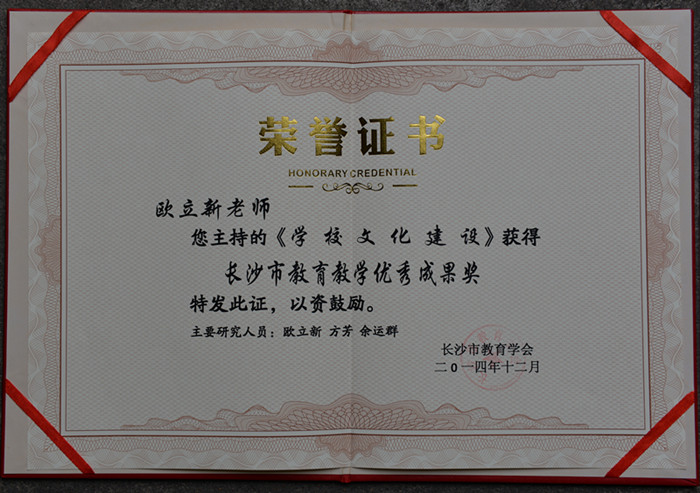 荣誉证书
HONORARY CREDENTIAL
欧立新老师
您主持的《学校文化建设》获得
长沙市教育教学优秀成果奖
特发此证，以资鼓励。
主要研究人员：欧立新 方芳 余运群
长沙市教育学会
二0一四年十二月